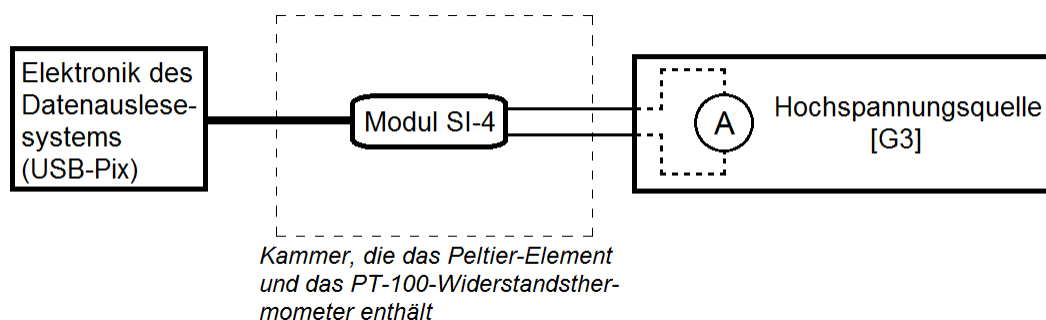 Elektronik des
Datenauslese-
systems
(USB-Pix)
Modul SI-4
A
Hochspannungsquelle
[G3]
Kammer, die das Peltier-Element
und das PT-100-Widerstandsther-
mometer enthält